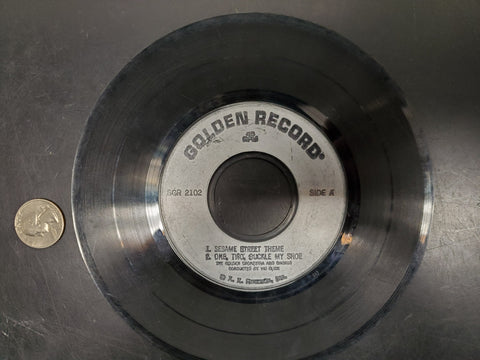 GOLDEN RECORD®
SGR 2102
SIDE A
1. SESAME STREET THEME
2. ONE, TWO, BUCKLE MY SHOE
THE GOLDEN ORCHESTRA AND SINGERS
CONDUCTED BY